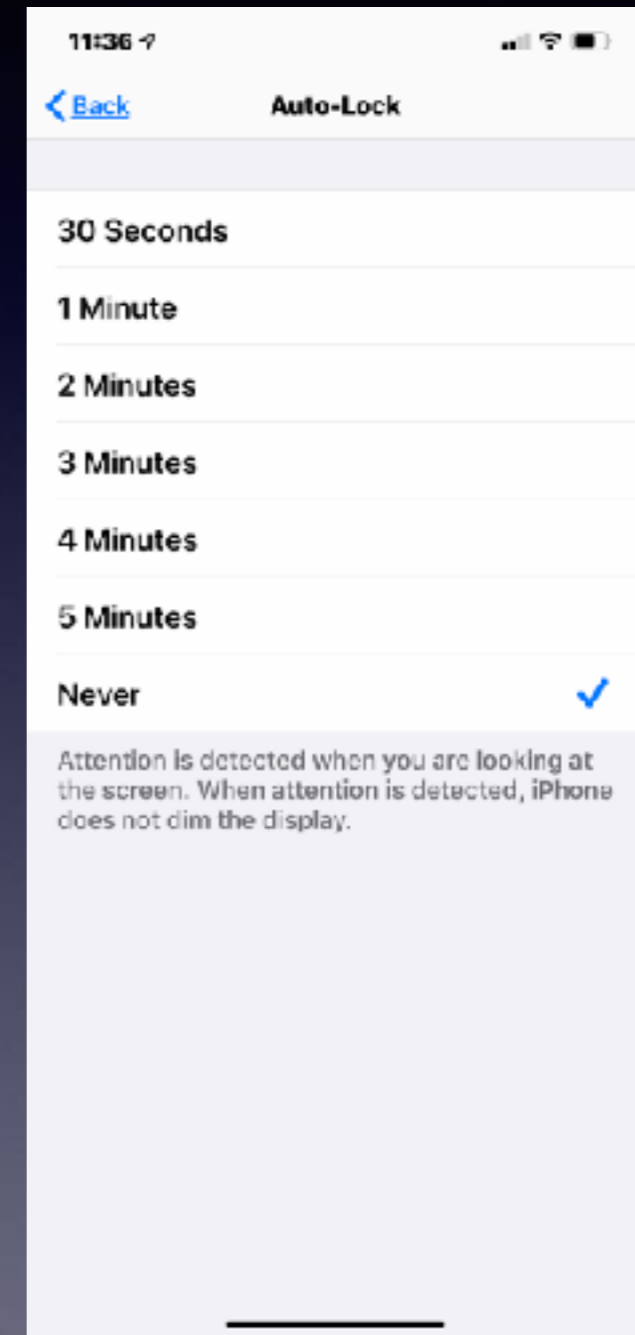 11:36
Back
Auto-Lock
30 Seconds
1 Minute
2 Minutes
3 Minutes
4 Minutes
5 Minutes
Never
Attention is detected when you are looking at
the screen. When attention is detected, iPhone
does not dim the display.